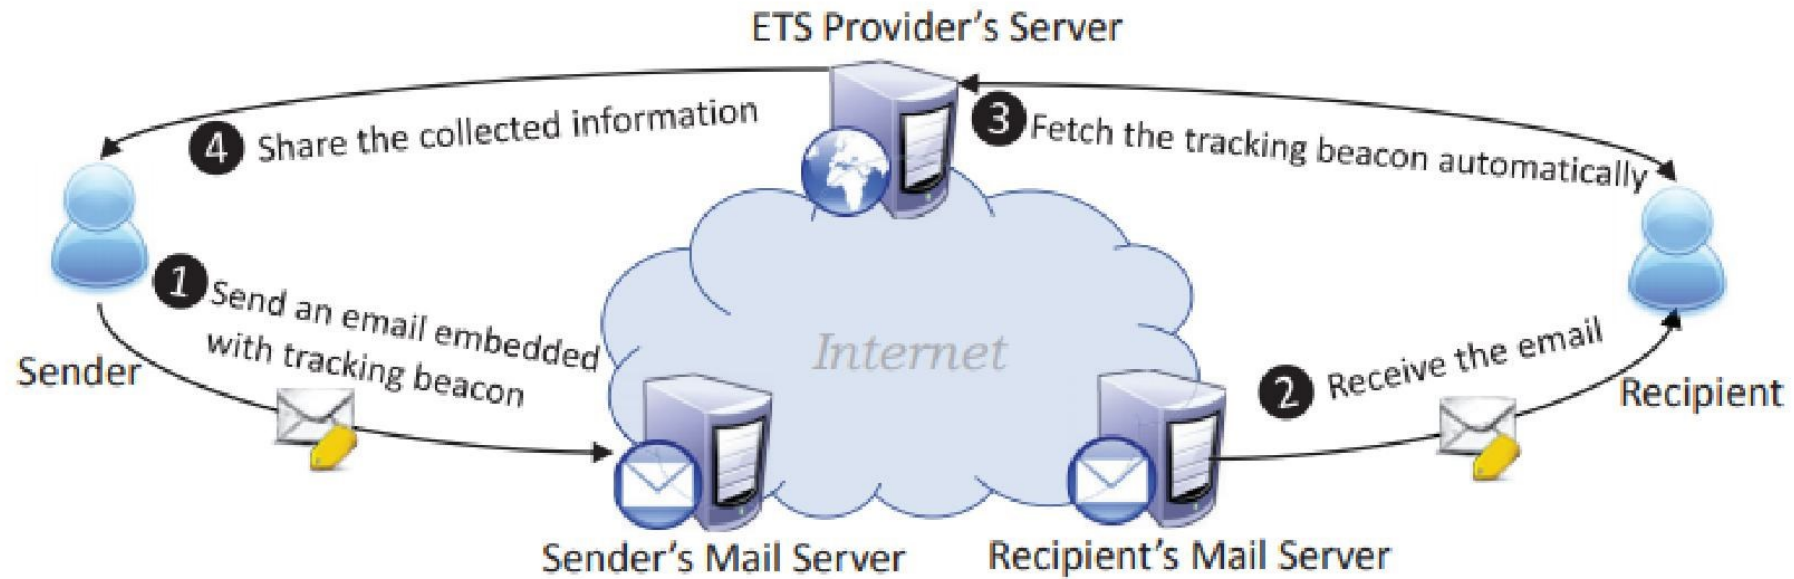 ETS Provider's Server
4 Share the collected information
3 Fetch the tracking beacon automatically
1 Send an email embedded
with tracking beacon
Sender
Internet
2 Receive the email
Recipient
Sender's Mail Server
Recipient's Mail Server